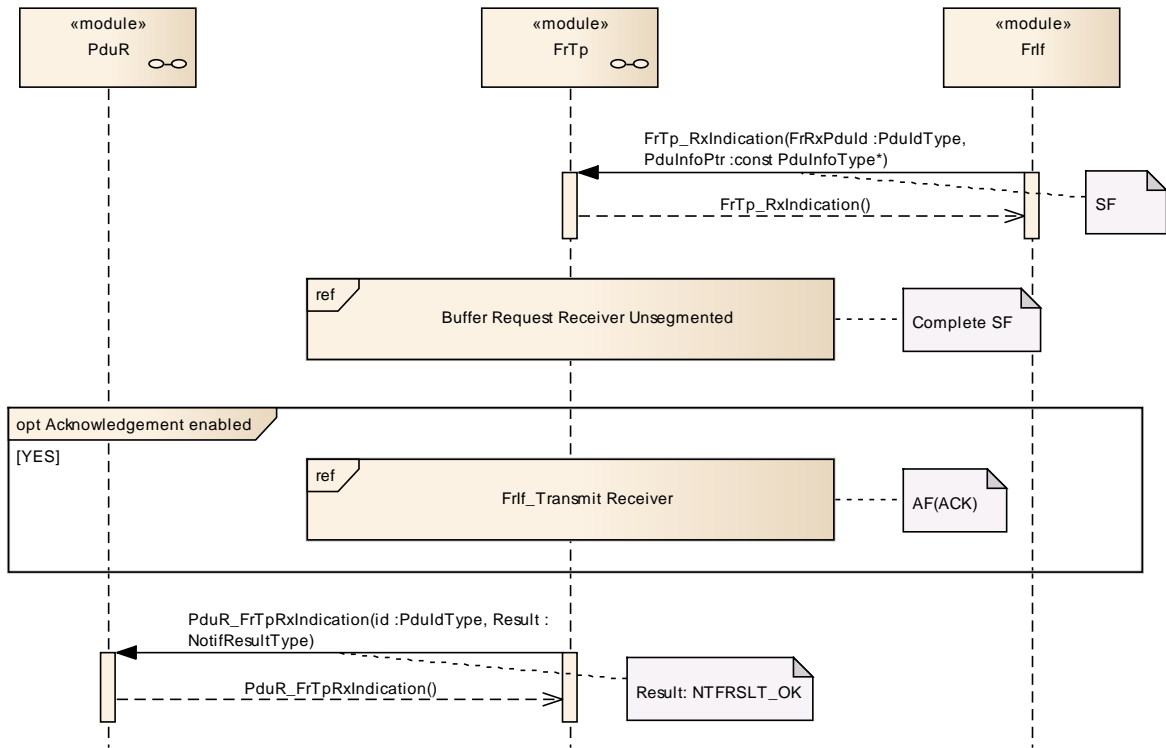 «module»
PduR
«module»
FrTp
«module»
FrIf
FrTp_RxIndication(FrRxPduId :PduIdType,
PduInfoPtr :const PduInfoType*)
SF
FrTp_RxIndication()
ref
Buffer Request Receiver Unsegmented
Complete SF
opt Acknowledgement enabled
[YES]
ref
FrIf_Transmit Receiver
AF(ACK)
PduR_FrTpRxIndication(id :PduIdType, Result :
NotifResultType)
PduR_FrTpRxIndication()
Result: NTFRSLT_OK